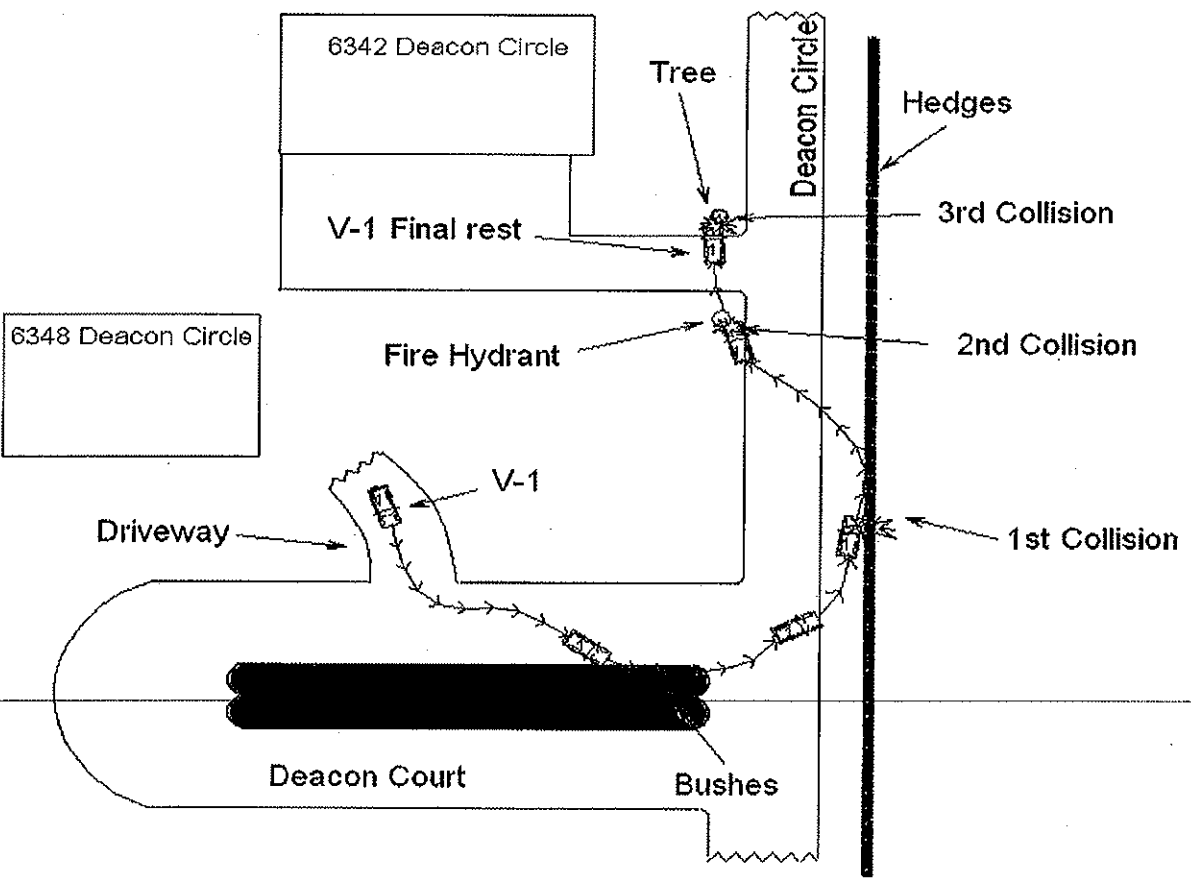 6342 Deacon Circle
Tree
Deacon Circle
Hedges
V-1 Final rest
3rd Collision
1
6348 Deacon Circle
Fire Hydrant
2nd Collision
V-1
Driveway
1st Collision
Deacon Court
Bushes